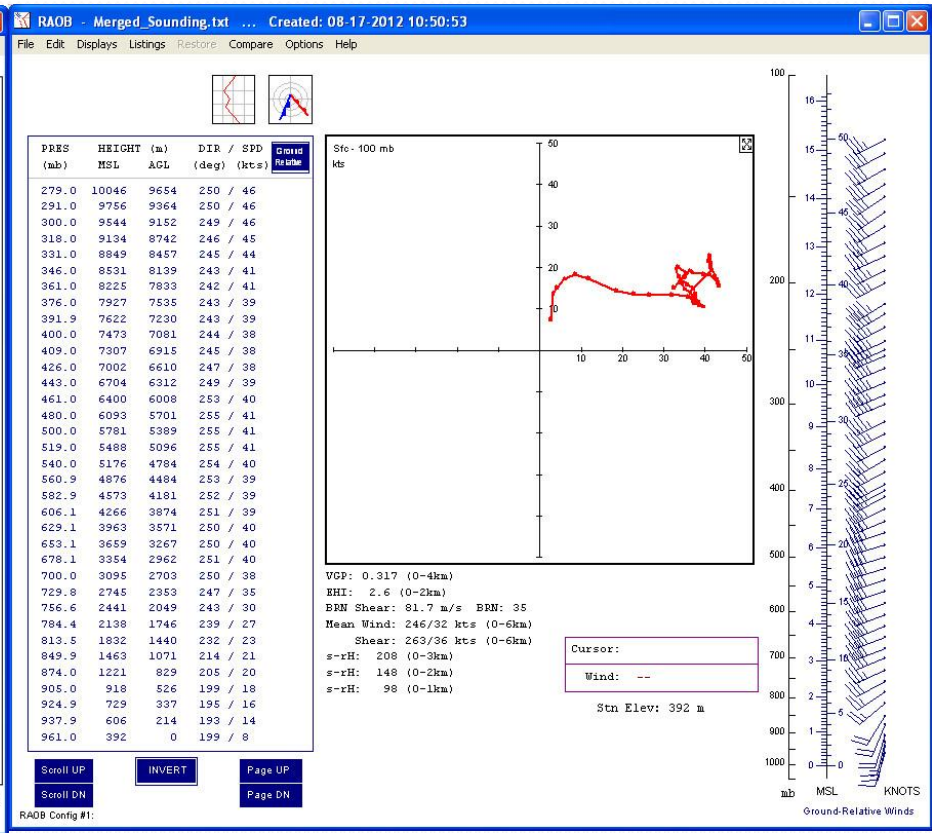 RAOB - Merged_Sounding.txt ... Created: 08-17-2012 10:50:53
File Edit Displays Listings Restore Compare Options Help
PRES HEIGHT (m) DIR / SPD
(mb) MSL AGL (deg) (kts)
Ground
Relative
279.0 10046 9654 250 / 46
291.0 9756 9364 250 / 46
300.0 9544 9152 249 / 46
318.0 9134 8742 246 / 45
331.0 8849 8457 245 / 44
346.0 8531 8139 243 / 41
361.0 8225 7833 242 / 41
376.0 7927 7535 243 / 39
391.9 7622 7230 243 / 39
400.0 7473 7081 244 / 38
409.0 7307 6915 245 / 38
426.0 7002 6610 247 / 38
443.0 6704 6312 249 / 39
461.0 6400 6008 253 / 40
480.0 6093 5701 255 / 41
500.0 5781 5389 255 / 41
519.0 5488 5096 255 / 41
540.0 5176 4784 254 / 40
560.9 4876 4484 253 / 39
582.9 4573 4181 252 / 39
606.1 4266 3874 251 / 39
629.1 3963 3571 250 / 40
653.1 3659 3267 250 / 40
678.1 3354 2962 251 / 40
700.0 3095 2703 250 / 38
729.8 2745 2353 247 / 35
756.6 2441 2049 243 / 30
784.4 2138 1746 239 / 27
813.5 1832 1440 232 / 23
849.9 1463 1071 214 / 21
874.0 1221 829 205 / 20
905.0 918 526 199 / 18
924.9 729 337 195 / 16
937.9 606 214 193 / 14
961.0 392 0 199 / 8
Scroll UP INVERT Page UP
Scroll DN Page DN
RAOB Config #1:
Sfc - 100 mb
kts
50
40
30
20
10
10 20 30 40 50
VGP: 0.317 (0-4km)
EHI: 2.6 (0-2km)
BRN Shear: 81.7 m/s BRN: 35
Mean Wind: 246/32 kts (0-6km)
Shear: 263/36 kts (0-6km)
s-rH: 208 (0-3km)
s-rH: 148 (0-2km)
s-rH: 98 (0-1km)
Cursor:
Wind: --
Stn Elev: 392 m
100
200
300
400
500
600
700
800
900
1000
mb
16
15
14
13
12
11
10
9
8
7
6
5
4
3
2
1
0
MSL
50
45
40
35
30
25
20
15
10
5
0
KNOTS
Ground-Relative Winds